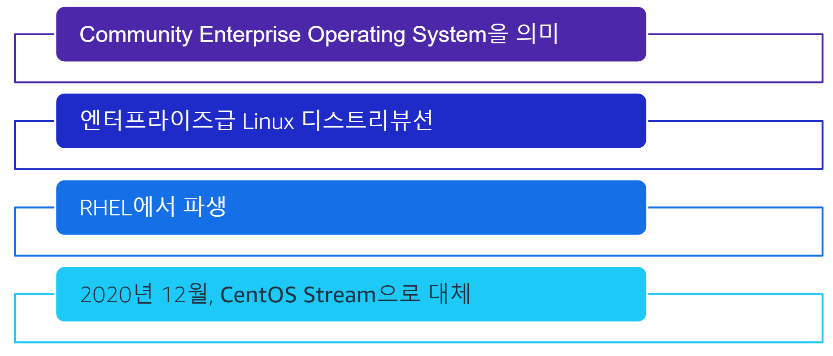 Community Enterprise Operating System을 의미
엔터프라이즈급 Linux 디스트리뷰션
RHEL에서 파생
2020년 12월, CentOS Stream으로 대체